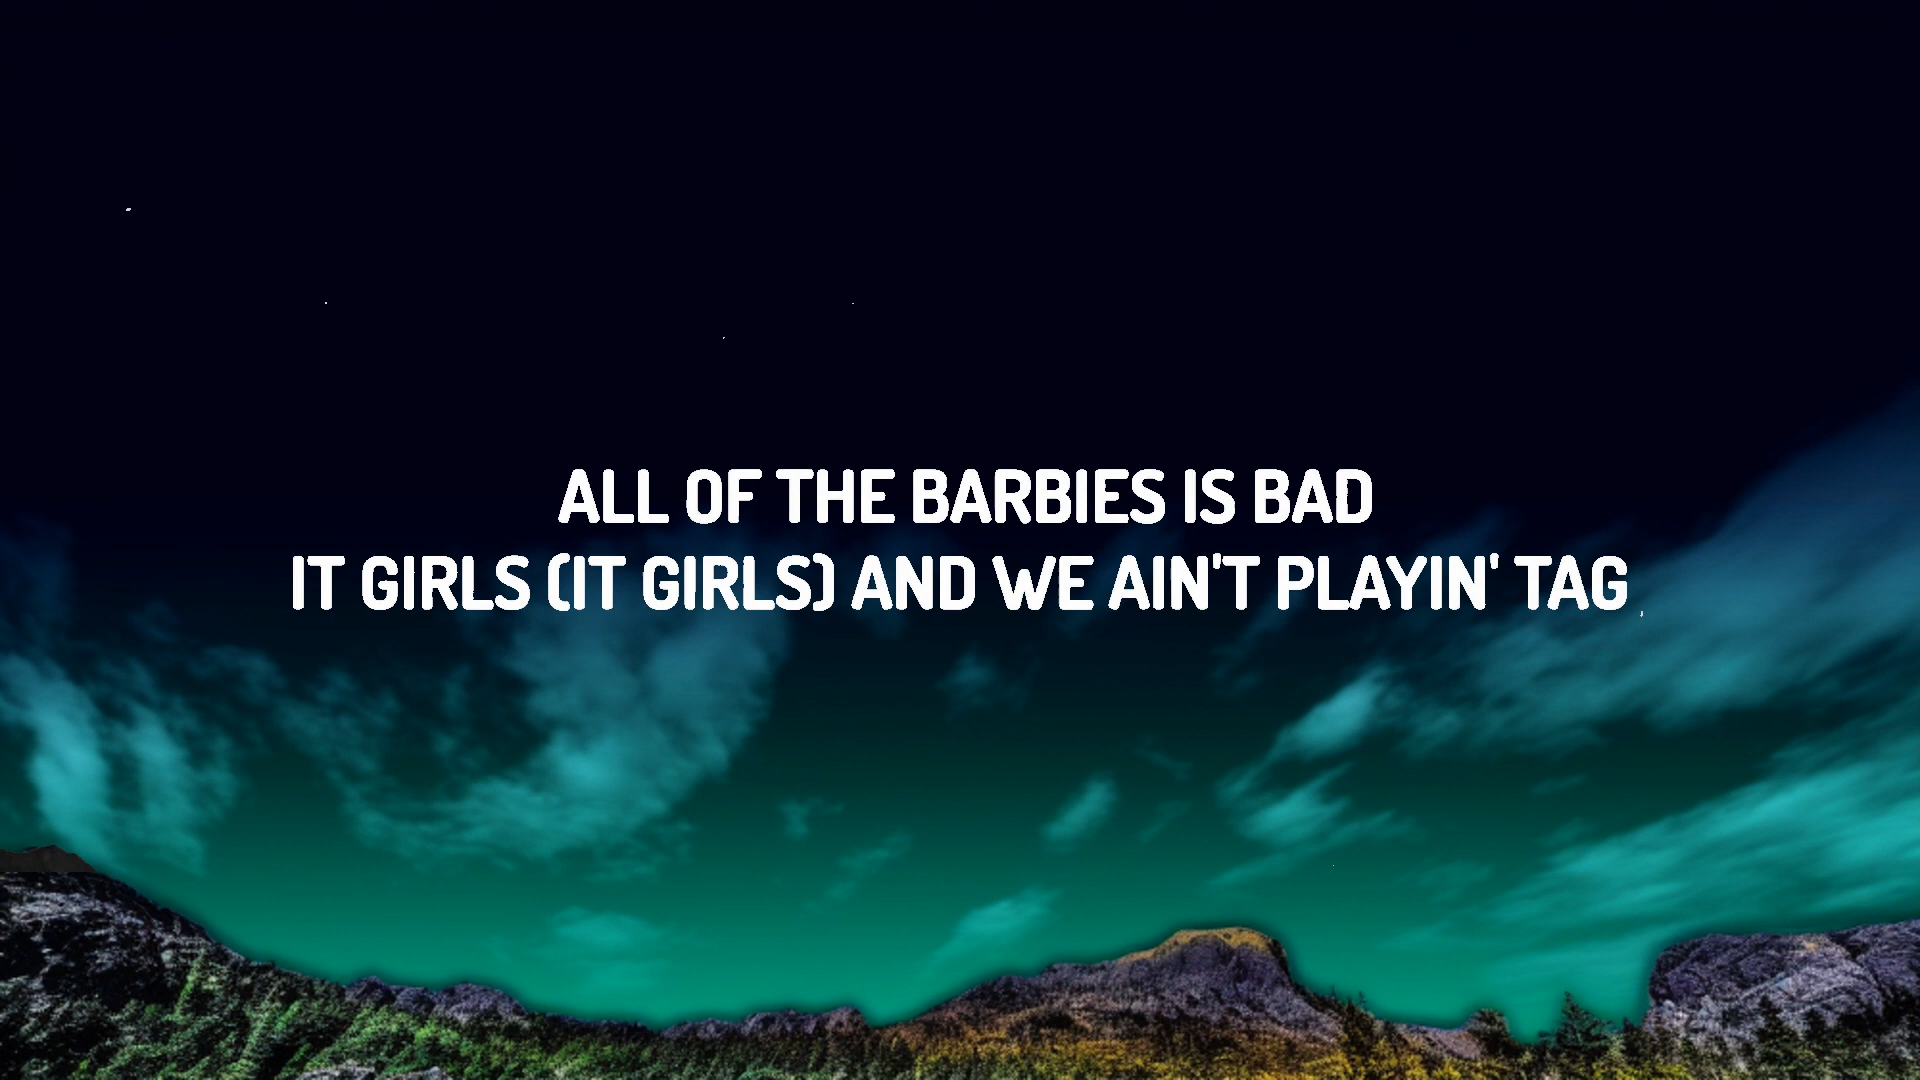 ALL OF THE BARBIES IS BAD
IT GIRLS (IT GIRLS) AND WE AIN'T PLAYIN' TAG